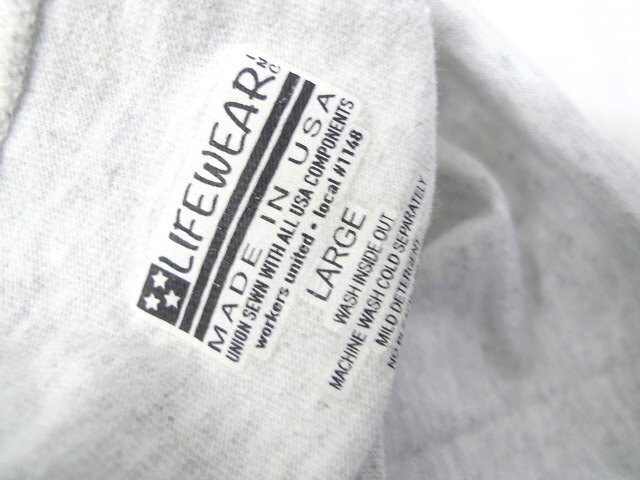 LIFEWEAR INC
MADE IN USA
UNION SEWN WITH ALL USA COMPONENTS
workers united • local #1148
LARGE
WASH INSIDE OUT
MACHINE WASH COLD SEPARATELY
MILD DETERGENT
NO